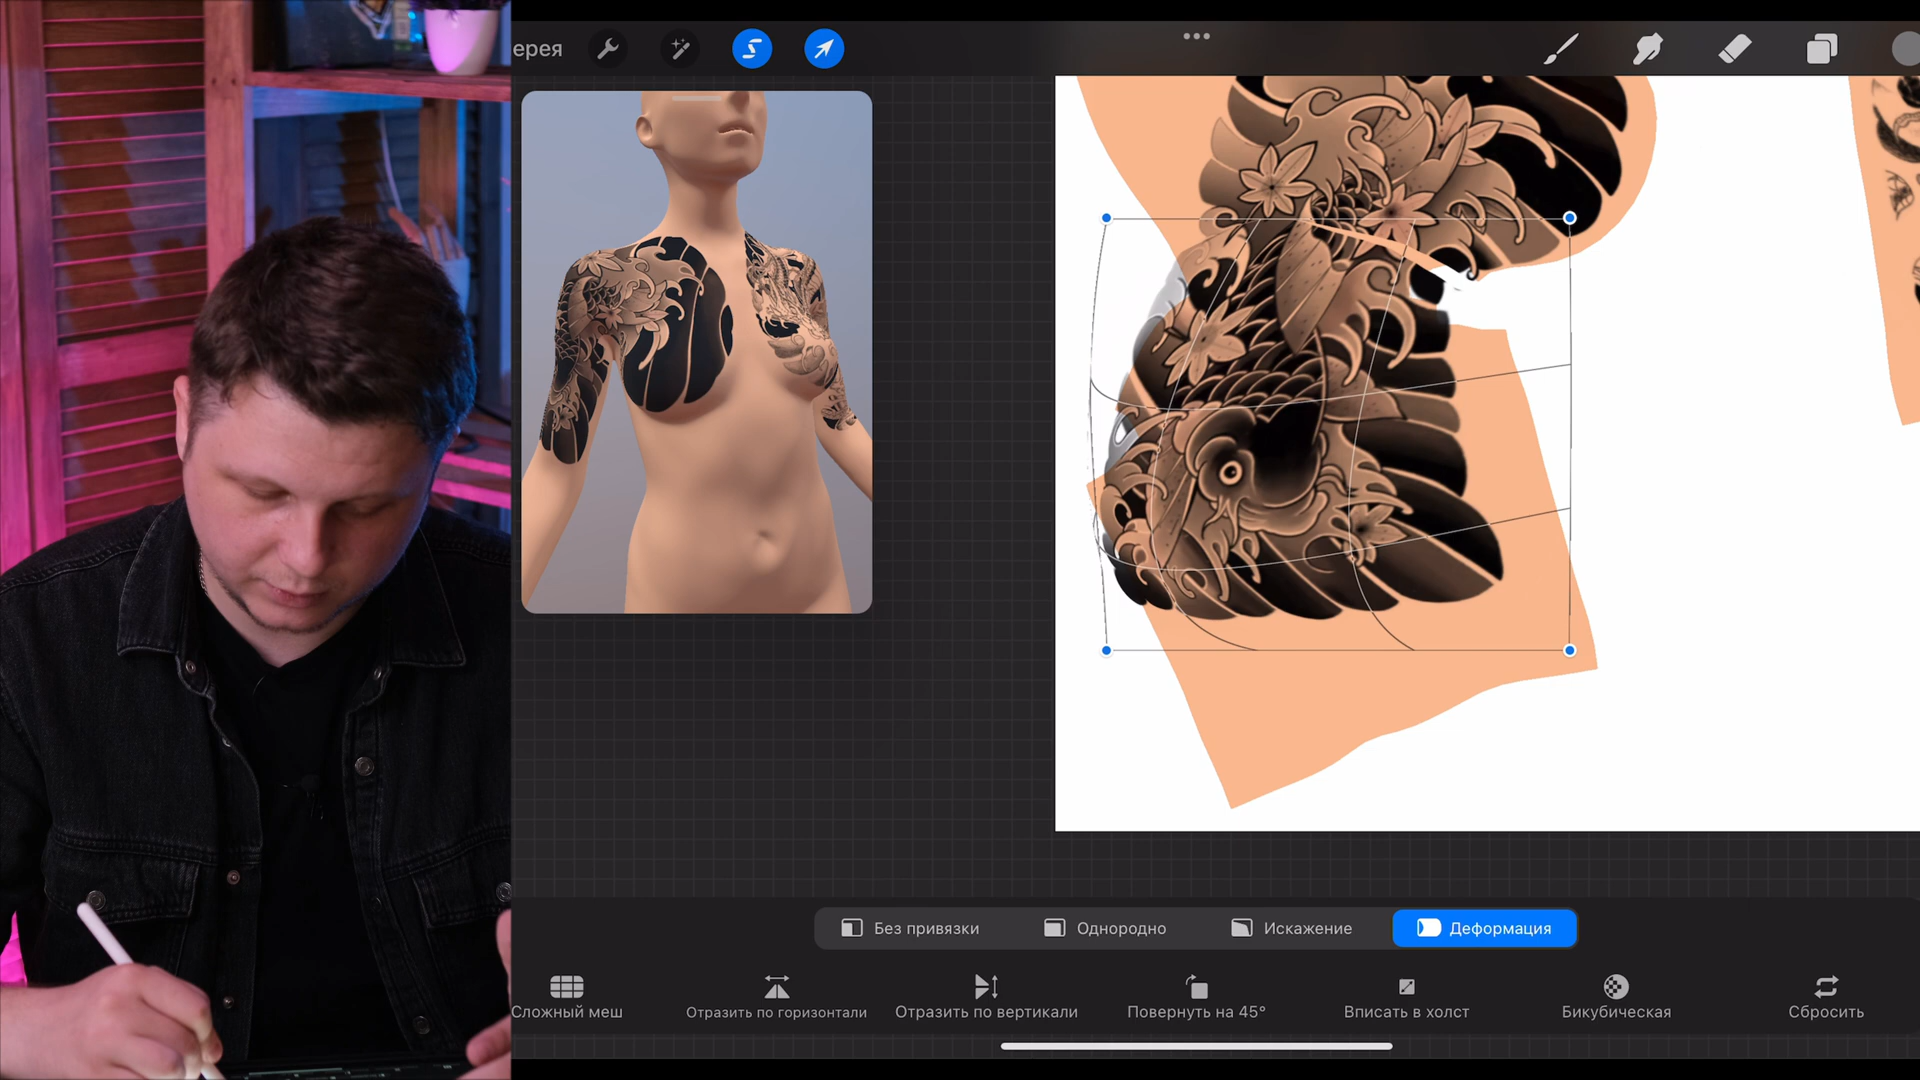 ерея
Без привязки
Однородно
Искажение
Деформация
Сложный меш
Отразить по горизонтали
Отразить по вертикали
Повернуть на 45°
Вписать в холст
Бикубическая
Сбросить